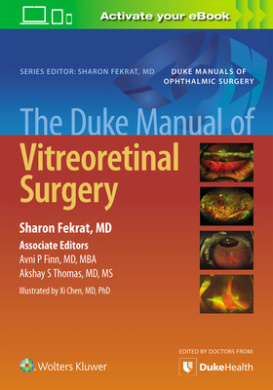 Activate your eBook
SERIES EDITOR: SHARON FEKRAT, MD
DUKE MANUALS OF
OPHTHALMIC SURGERY
The Duke Manual of
Vitreoretinal
Surgery
Sharon Fekrat, MD
Associate Editors
Avni P Finn, MD, MBA
Akshay S Thomas, MD, MS
Illustrated by Xi Chen, MD, PhD
Wolters Kluwer
EDITED BY DOCTORS FROM:
DukeHealth